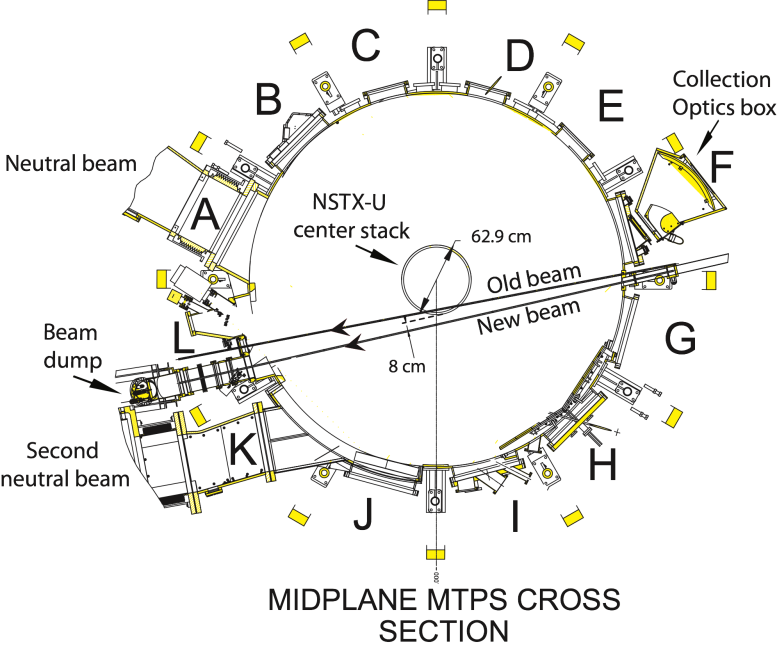 C
D
Collection
Optics box
B
E
F
Neutral beam
A
NSTX-U
center stack
62.9 cm
Old beam
New beam
L
G
Beam
dump
8 cm
Second
neutral beam
K
H
J
I
.000
MIDPLANE MTPS CROSS
SECTION